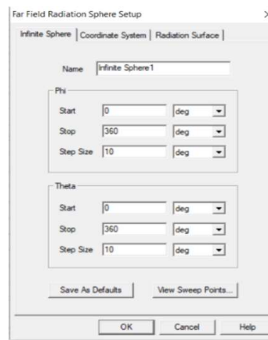 Far Field Radiation Sphere Setup
Infinite Sphere Coordinate System Radiation Surface
Name Infinite Sphere1
Phi
Start 0 deg
Stop 360 deg
Step Size 10 deg
Theta
Start 0 deg
Stop 360 deg
Step Size 10 deg
Save As Defaults View Sweep Points...
OK Cancel Help